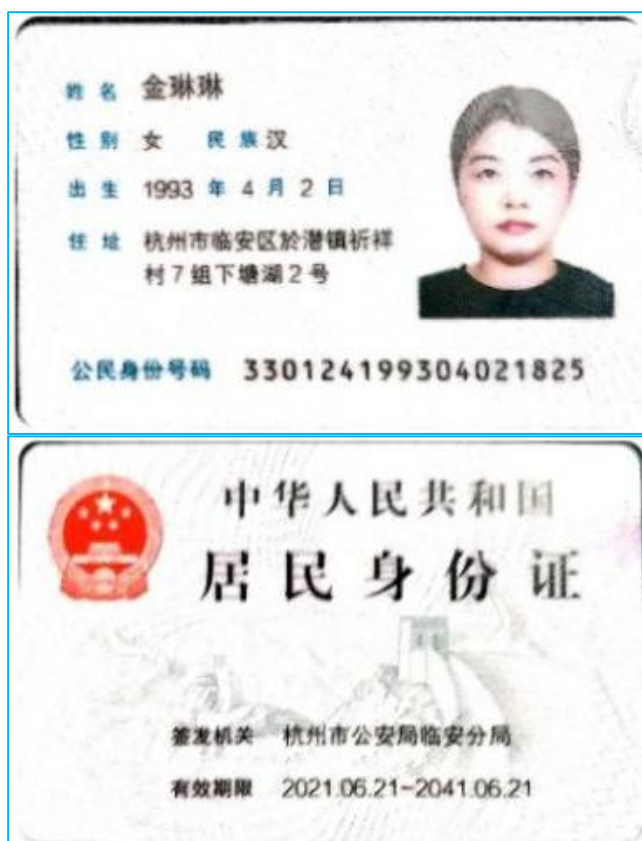 姓名 金琳琳
性别 女 民族 汉
出生 1993 年 4 月 2 日
住址 杭州市临安区於潜镇祈祥
村7组下塘湖2号
公民身份号码 330124199304021825
中华人民共和国
居民身份证
签发机关 杭州市公安局临安分局
有效期限 2021.06.21-2041.06.21